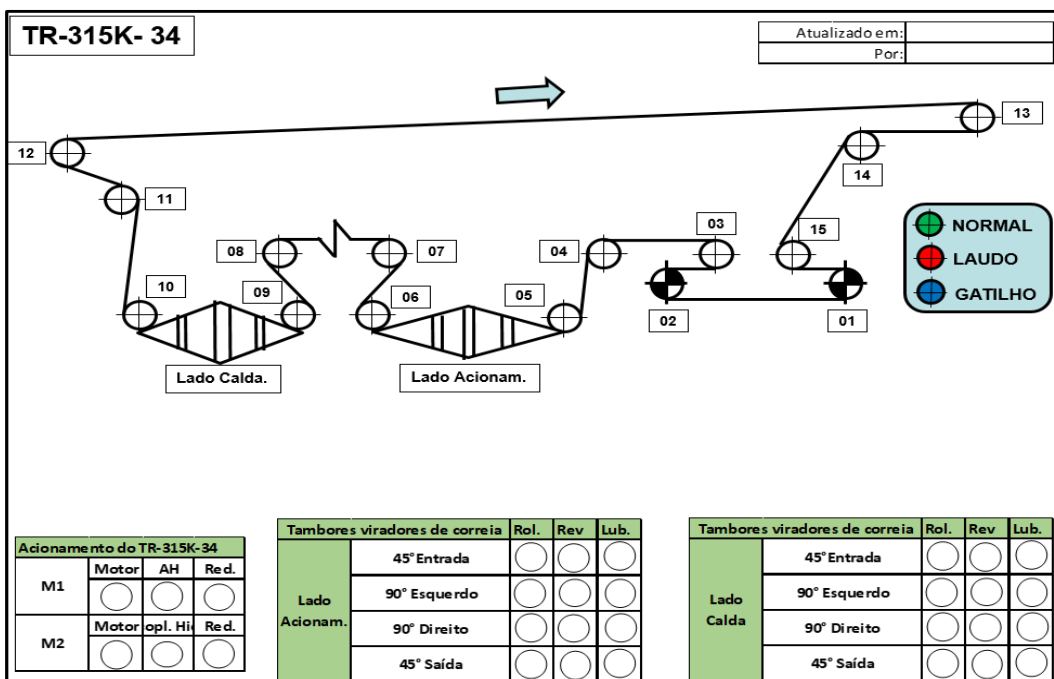 TR-315K- 34
Atualizado em:
Por:
13
12
14
11
03
15
NORMAL
08
07
04
LAUDO
10
09
06
05
GATILHO
02
01
Lado Calda.
Lado Acionam.
Acionamento do TR-315K-34
M1
Motor AH Red.
M2
Motor opl. Hi Red.
Tambores viradores de correia Rol. Rev Lub.
Lado Acionam.
45°Entrada
90° Esquerdo
90° Direito
45° Saída
Tambores viradores de correia Rol. Rev Lub.
Lado Calda
45°Entrada
90° Esquerdo
90° Direito
45° Saída